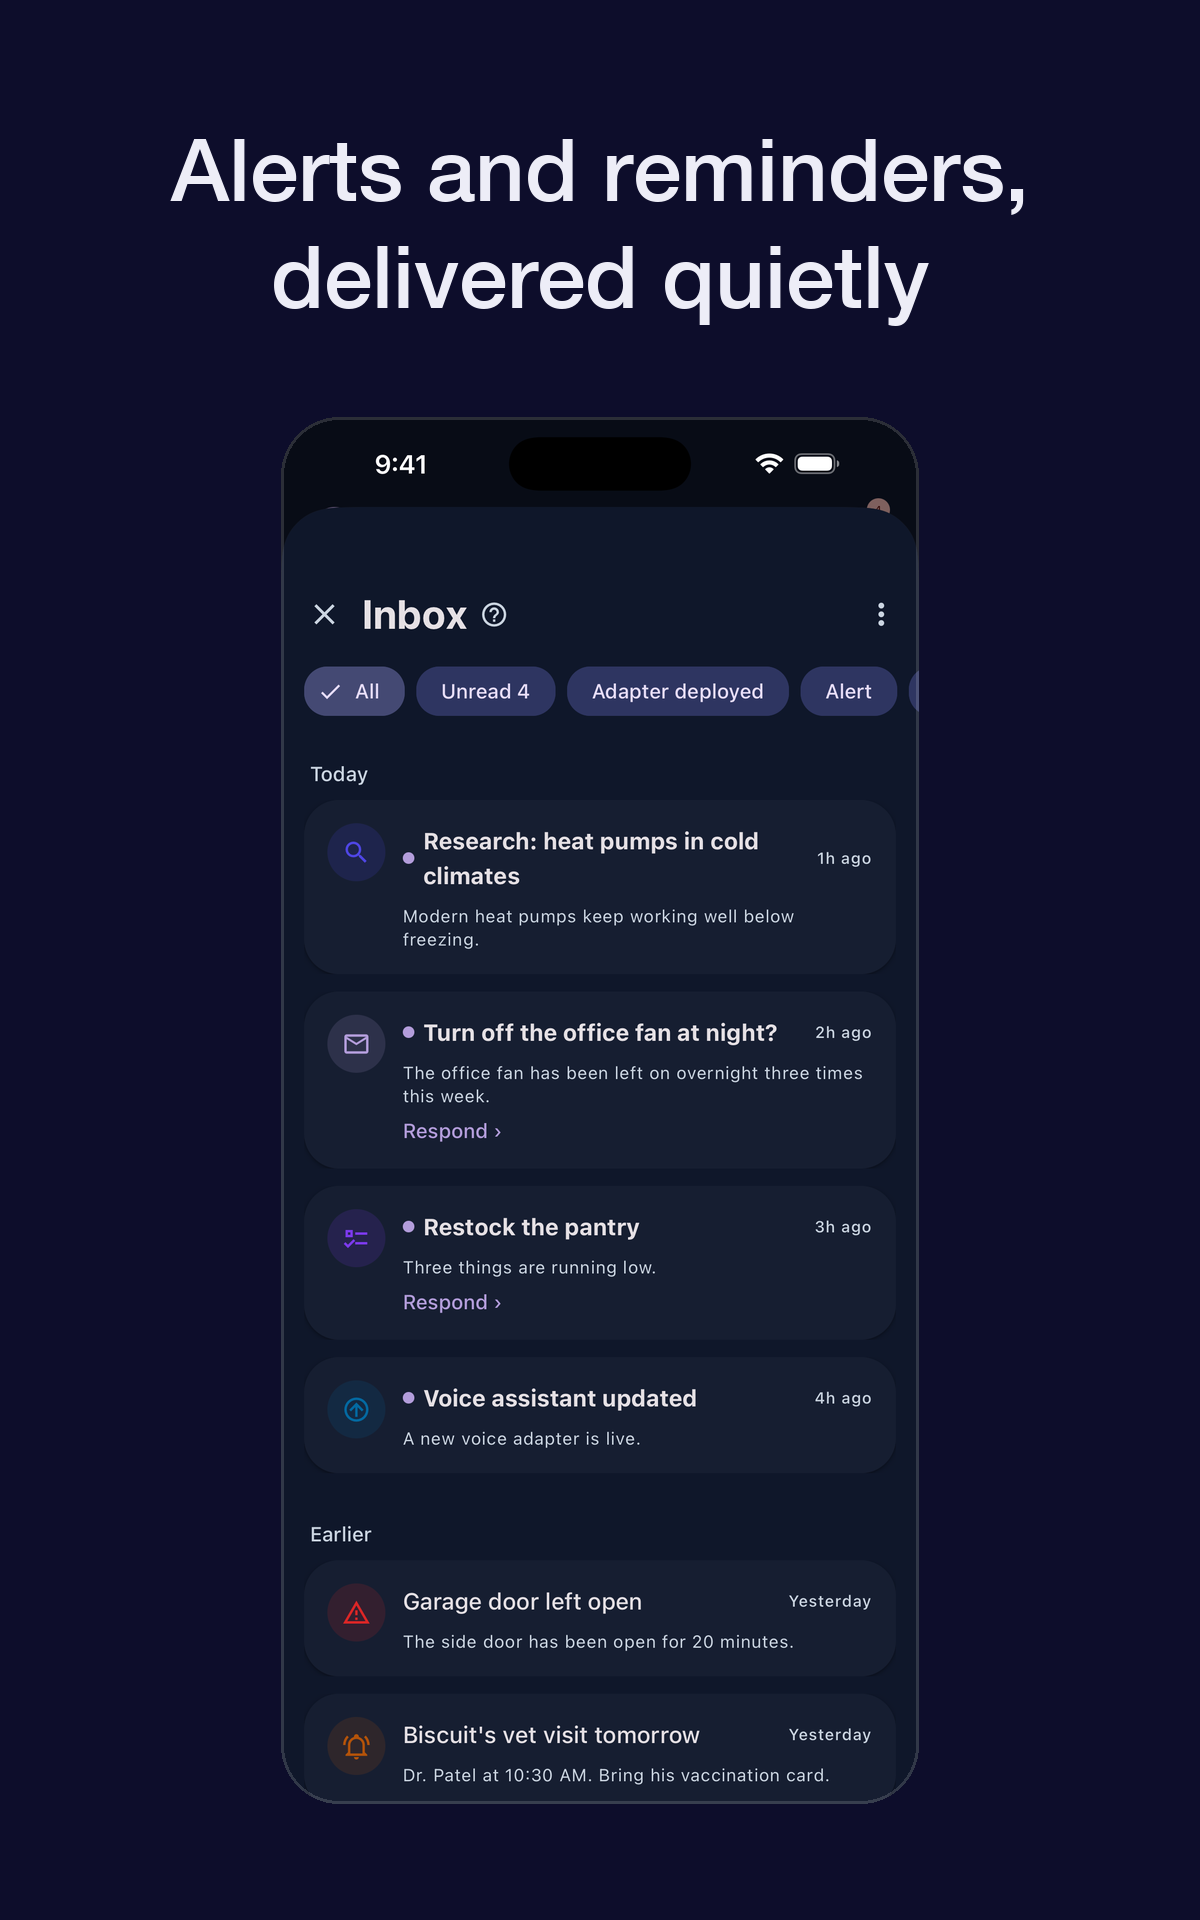 Alerts and reminders,
delivered quietly
9:41
Inbox
All
Unread 4
Adapter deployed
Alert
Today
Research: heat pumps in cold
climates
1h ago
Modern heat pumps keep working well below
freezing.
Turn off the office fan at night?
2h ago
The office fan has been left on overnight three times
this week.
Respond ›
Restock the pantry
3h ago
Three things are running low.
Respond ›
Voice assistant updated
4h ago
A new voice adapter is live.
Earlier
Garage door left open
Yesterday
The side door has been open for 20 minutes.
Biscuit's vet visit tomorrow
Yesterday
Dr. Patel at 10:30 AM. Bring his vaccination card.